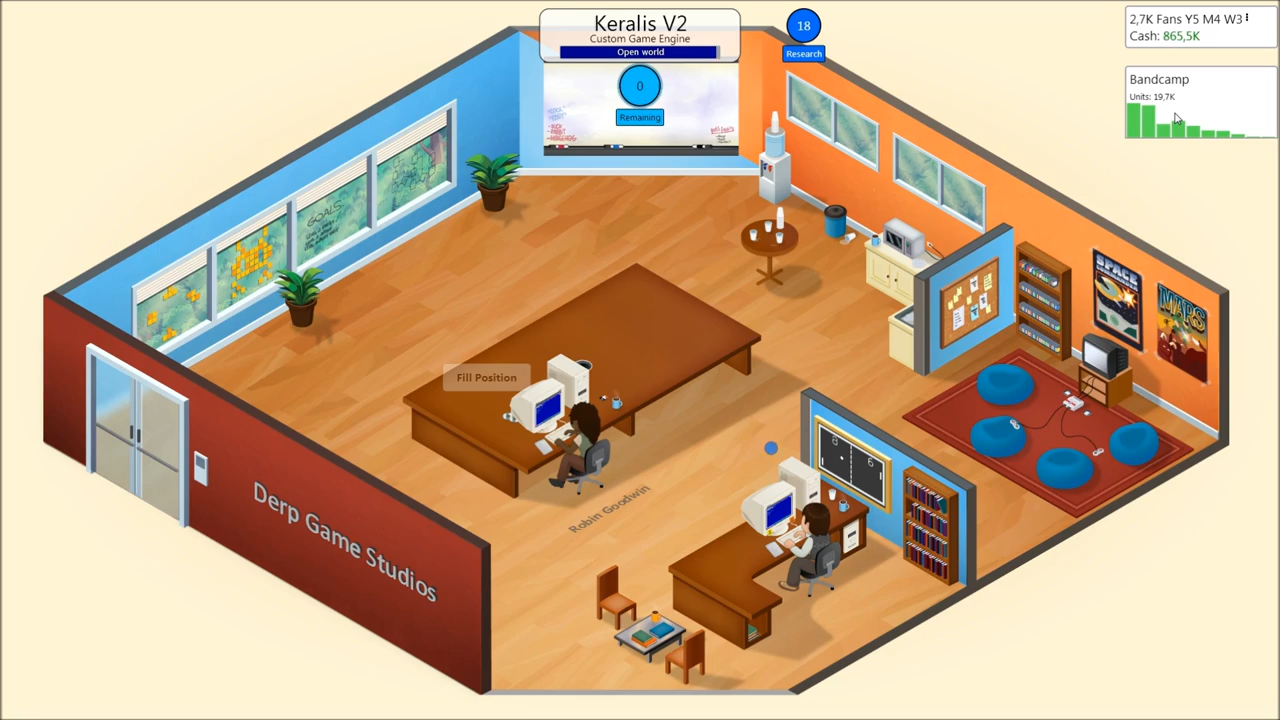 Keralis V2
Custom Game Engine
Open world
0
Remaining
18
Research
2,7K Fans Y5 M4 W3
Cash: 865,5K
Bandcamp
Units: 19,7K
GOALS
SPACE
MARS
Fill Position
Robin Goodwin
Derp Game Studios